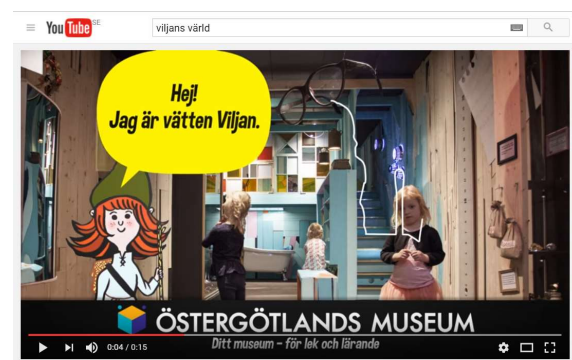 YouTube SE
viljans värld
Hej!
Jag är vätten Viljan.
ÖSTERGÖTLANDS MUSEUM
Ditt museum – för lek och lärande
0:04 / 0:15